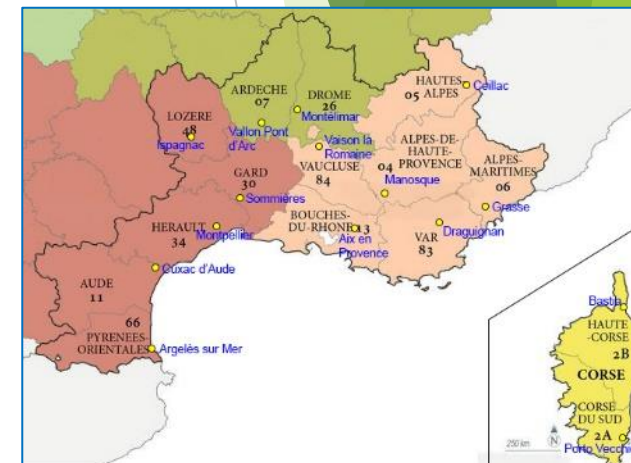 HAUTES
05 ALPES
Ceillac
ARDECHE
07
DROME
26
Montélimar
LOZERE
48
Ispagnac
Vallon Pont
d'Arc
Vaison la
Romaine
VAUCLUSE
84
ALPES-DE-
HAUTE-
PROVENCE
04
Manosque
ALPES-
MARITIMES
06
Grasse
GARD
30
Sommières
HERAULT
34
Montpellier
BOUCHES-
DU-RHONE 13
Aix en
Provence
VAR
83
Draguignan
Cuxac d'Aude
AUDE
11
66
PYRENEES-
ORIENTALES
Argelès sur Mer
Bastia
HAUTE
-CORSE
2B
CORSE
CORSE
DU SUD
2A
Porto Vecchi
250 km
N